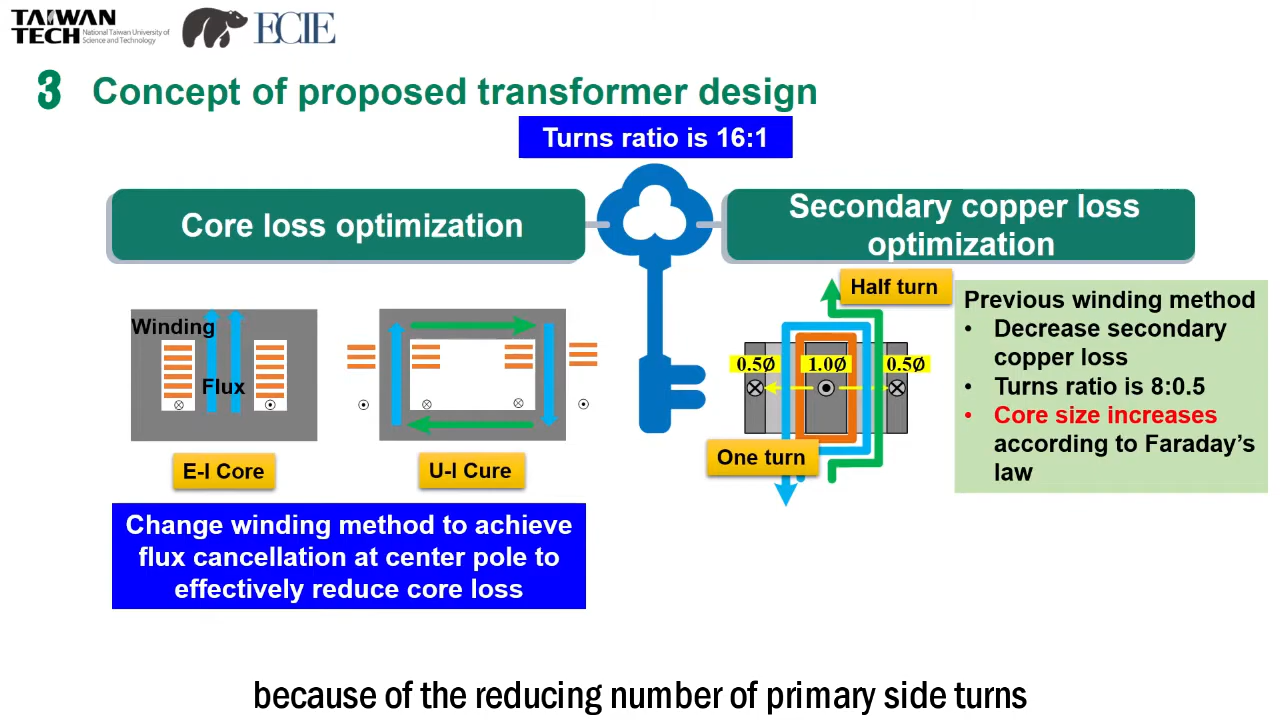 TAIWAN
TECH
National Taiwan University of
Science and Technology
ECIE
3 Concept of proposed transformer design
Turns ratio is 16:1
Core loss optimization
Secondary copper loss
optimization
Winding
Flux
E-I Core
U-I Cure
Change winding method to achieve
flux cancellation at center pole to
effectively reduce core loss
Half turn
0.5Ø 1.0Ø 0.5Ø
One turn
Previous winding method
• Decrease secondary
copper loss
• Turns ratio is 8:0.5
• Core size increases
according to Faraday's
law
because of the reducing number of primary side turns